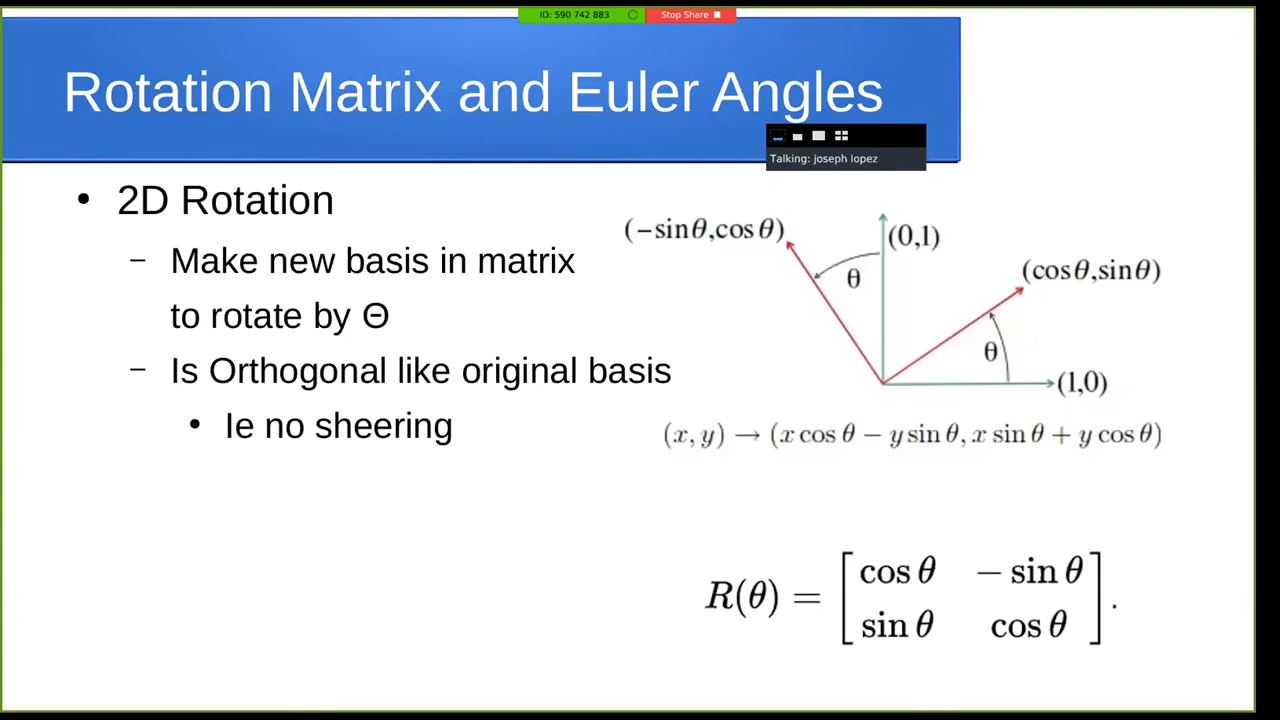 ID: 590 742 883
Stop Share
Rotation Matrix and Euler Angles
Talking: joseph lopez
• 2D Rotation
– Make new basis in matrix
to rotate by Θ
– Is Orthogonal like original basis
• Ie no sheering
(−sinθ,cosθ)
(0,1)
(cosθ,sinθ)
θ
θ
(1,0)
(x, y) → (x cos θ − y sin θ, x sin θ + y cos θ)
R(θ) = [ cos θ − sin θ
sin θ cos θ ] .